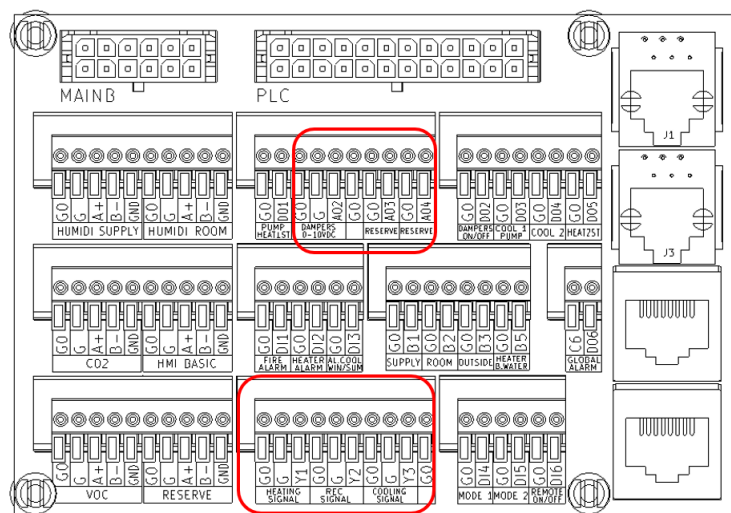 MAINB PLC
J1
G0 G A+ B- GND G0 G A+ B- GND G0 DO1 G0 G AO2 G0 G0 AO3 G0 AO4 G0 DO2 G0 DO3 G0 DO4 G0 DO5
HUMIDI SUPPLY HUMIDI ROOM PUMP DAMPERS RESERVE RESERVE DAMPERS COOL 1 COOL 2 HEAT2ST
HEAT1ST 0-10VDC ON/OFF PUMP
J3
G0 G A+ B- GND G0 G A+ B- GND G0 DI1 G0 DI2 G0 DI3 G0 B1 G0 B2 G0 B3 G0 B5 C6 DO6
CO2 HMI BASIC FIRE HEATER AL.COOL SUPPLY ROOM OUTSIDE HEATER GLOBAL
ALARM ALARM WIN/SUM B.WATER ALARM
G0 G A+ B- GND G0 G A+ B- GND G0 G Y1 G0 G Y2 G0 G Y3 G0 G0 DI4 G0 DI5 G0 DI6
VOC RESERVE HEATING REC COOLING MODE 1 MODE 2 REMOTE
SIGNAL SIGNAL SIGNAL ON/OFF